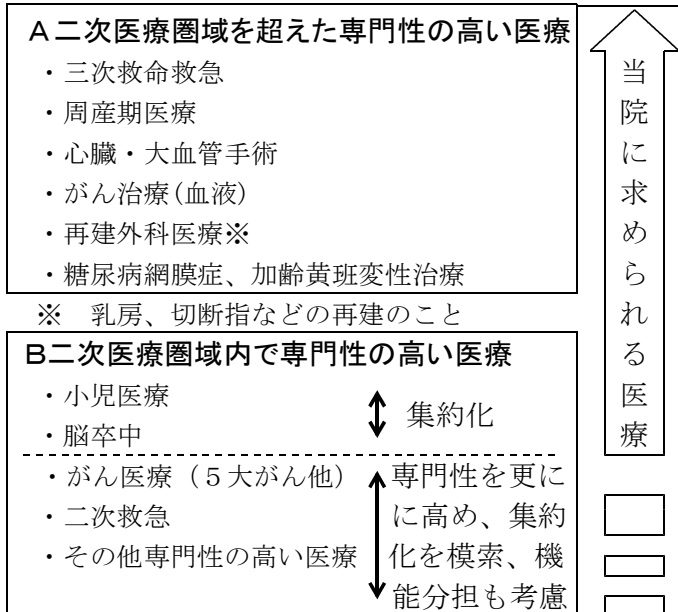 A二次医療圏域を超えた専門性の高い医療
・三次救命救急
・周産期医療
・心臓・大血管手術
・がん治療(血液)
・再建外科医療※
・糖尿病網膜症、加齢黄班変性治療
※　乳房、切断指などの再建のこと
B二次医療圏域内で専門性の高い医療
・小児医療
・脳卒中
集約化
・がん医療（５大がん他）
・二次救急
・その他専門性の高い医療
専門性を更に
に高め、集約
化を模索、機
能分担も考慮
当院に求められる医療